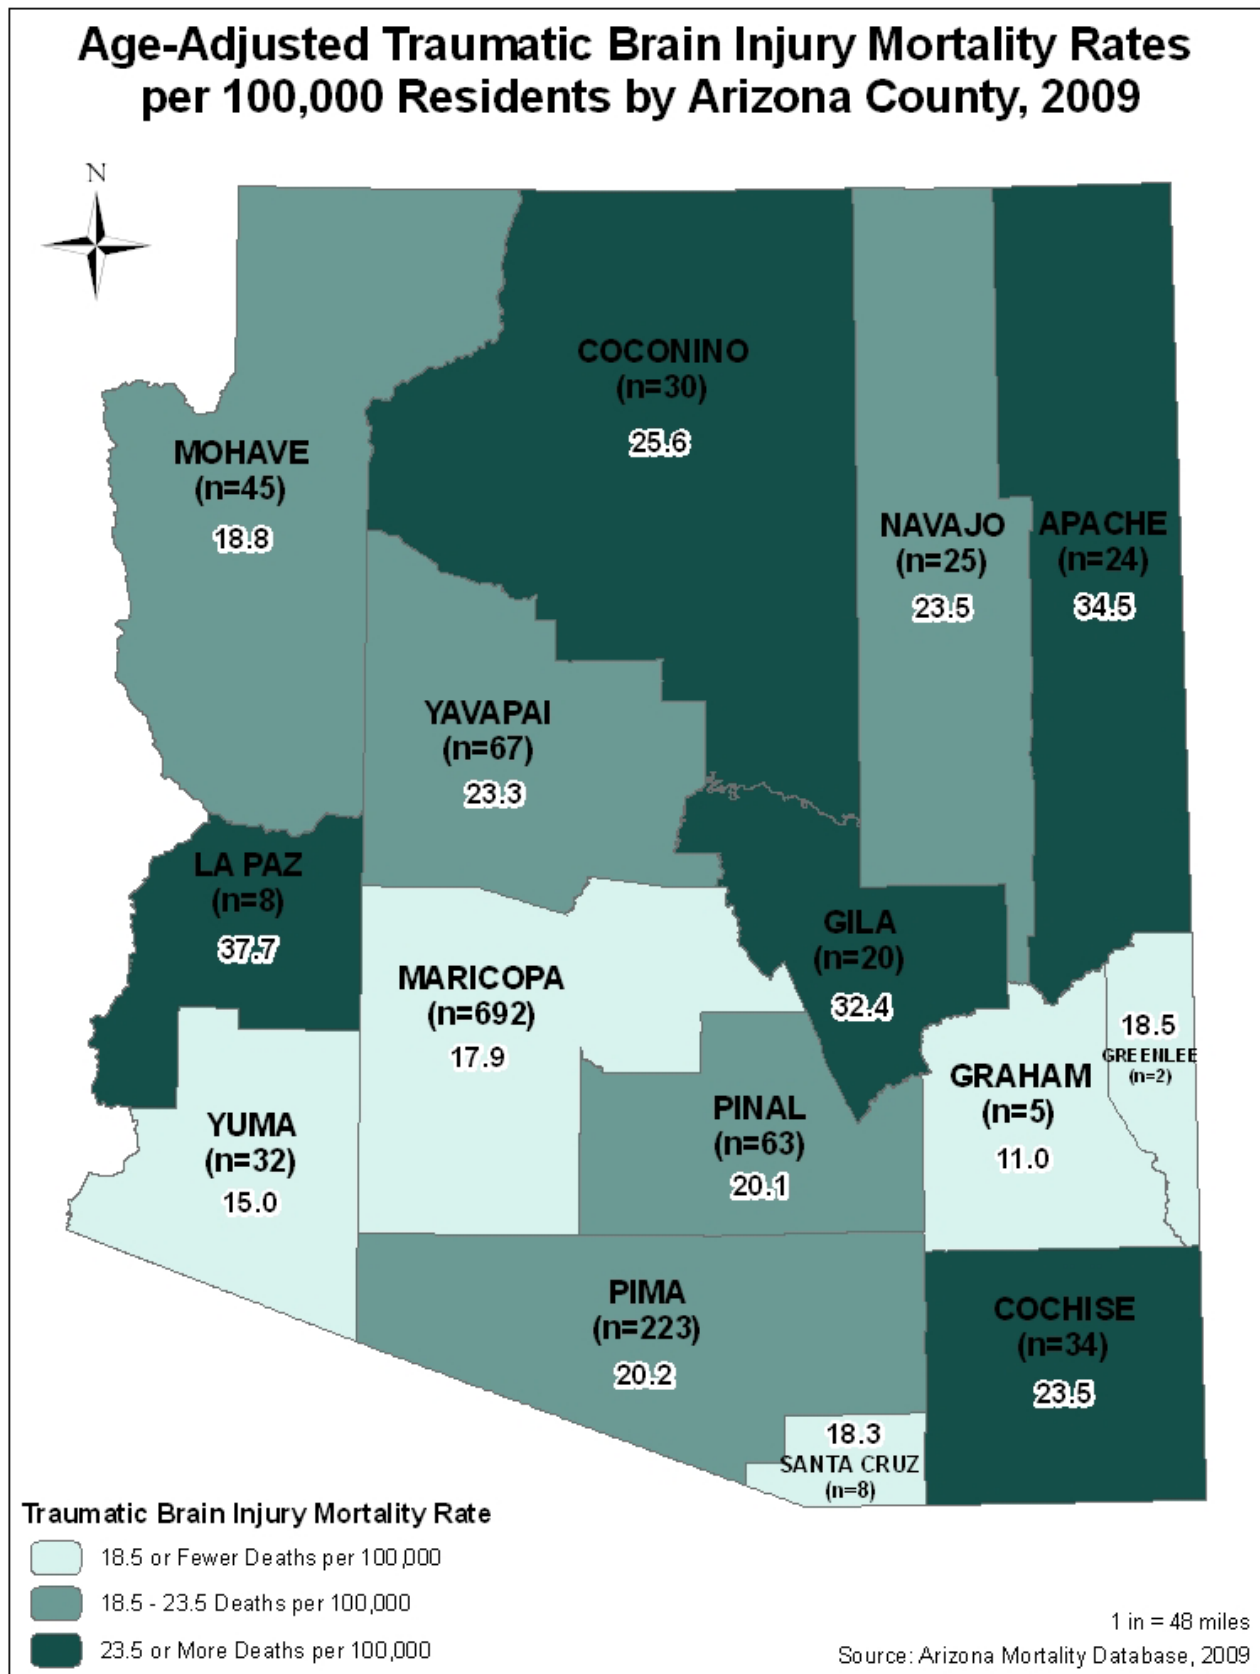 Age-Adjusted Traumatic Brain Injury Mortality Rates
per 100,000 Residents by Arizona County, 2009
N
COCONINO
(n=30)
25.6
MOHAVE
(n=45)
18.8
NAVAJO
(n=25)
23.5
APACHE
(n=24)
34.5
YAVAPAI
(n=67)
23.3
LA PAZ
(n=8)
37.7
GILA
(n=20)
32.4
MARICOPA
(n=692)
17.9
18.5
GREENLEE
(n=2)
GRAHAM
(n=5)
11.0
PINAL
(n=63)
20.1
YUMA
(n=32)
15.0
PIMA
(n=223)
20.2
COCHISE
(n=34)
23.5
18.3
SANTA CRUZ
(n=8)
Traumatic Brain Injury Mortality Rate
18.5 or Fewer Deaths per 100,000
18.5 - 23.5 Deaths per 100,000
23.5 or More Deaths per 100,000
1 in = 48 miles
Source: Arizona Mortality Database, 2009